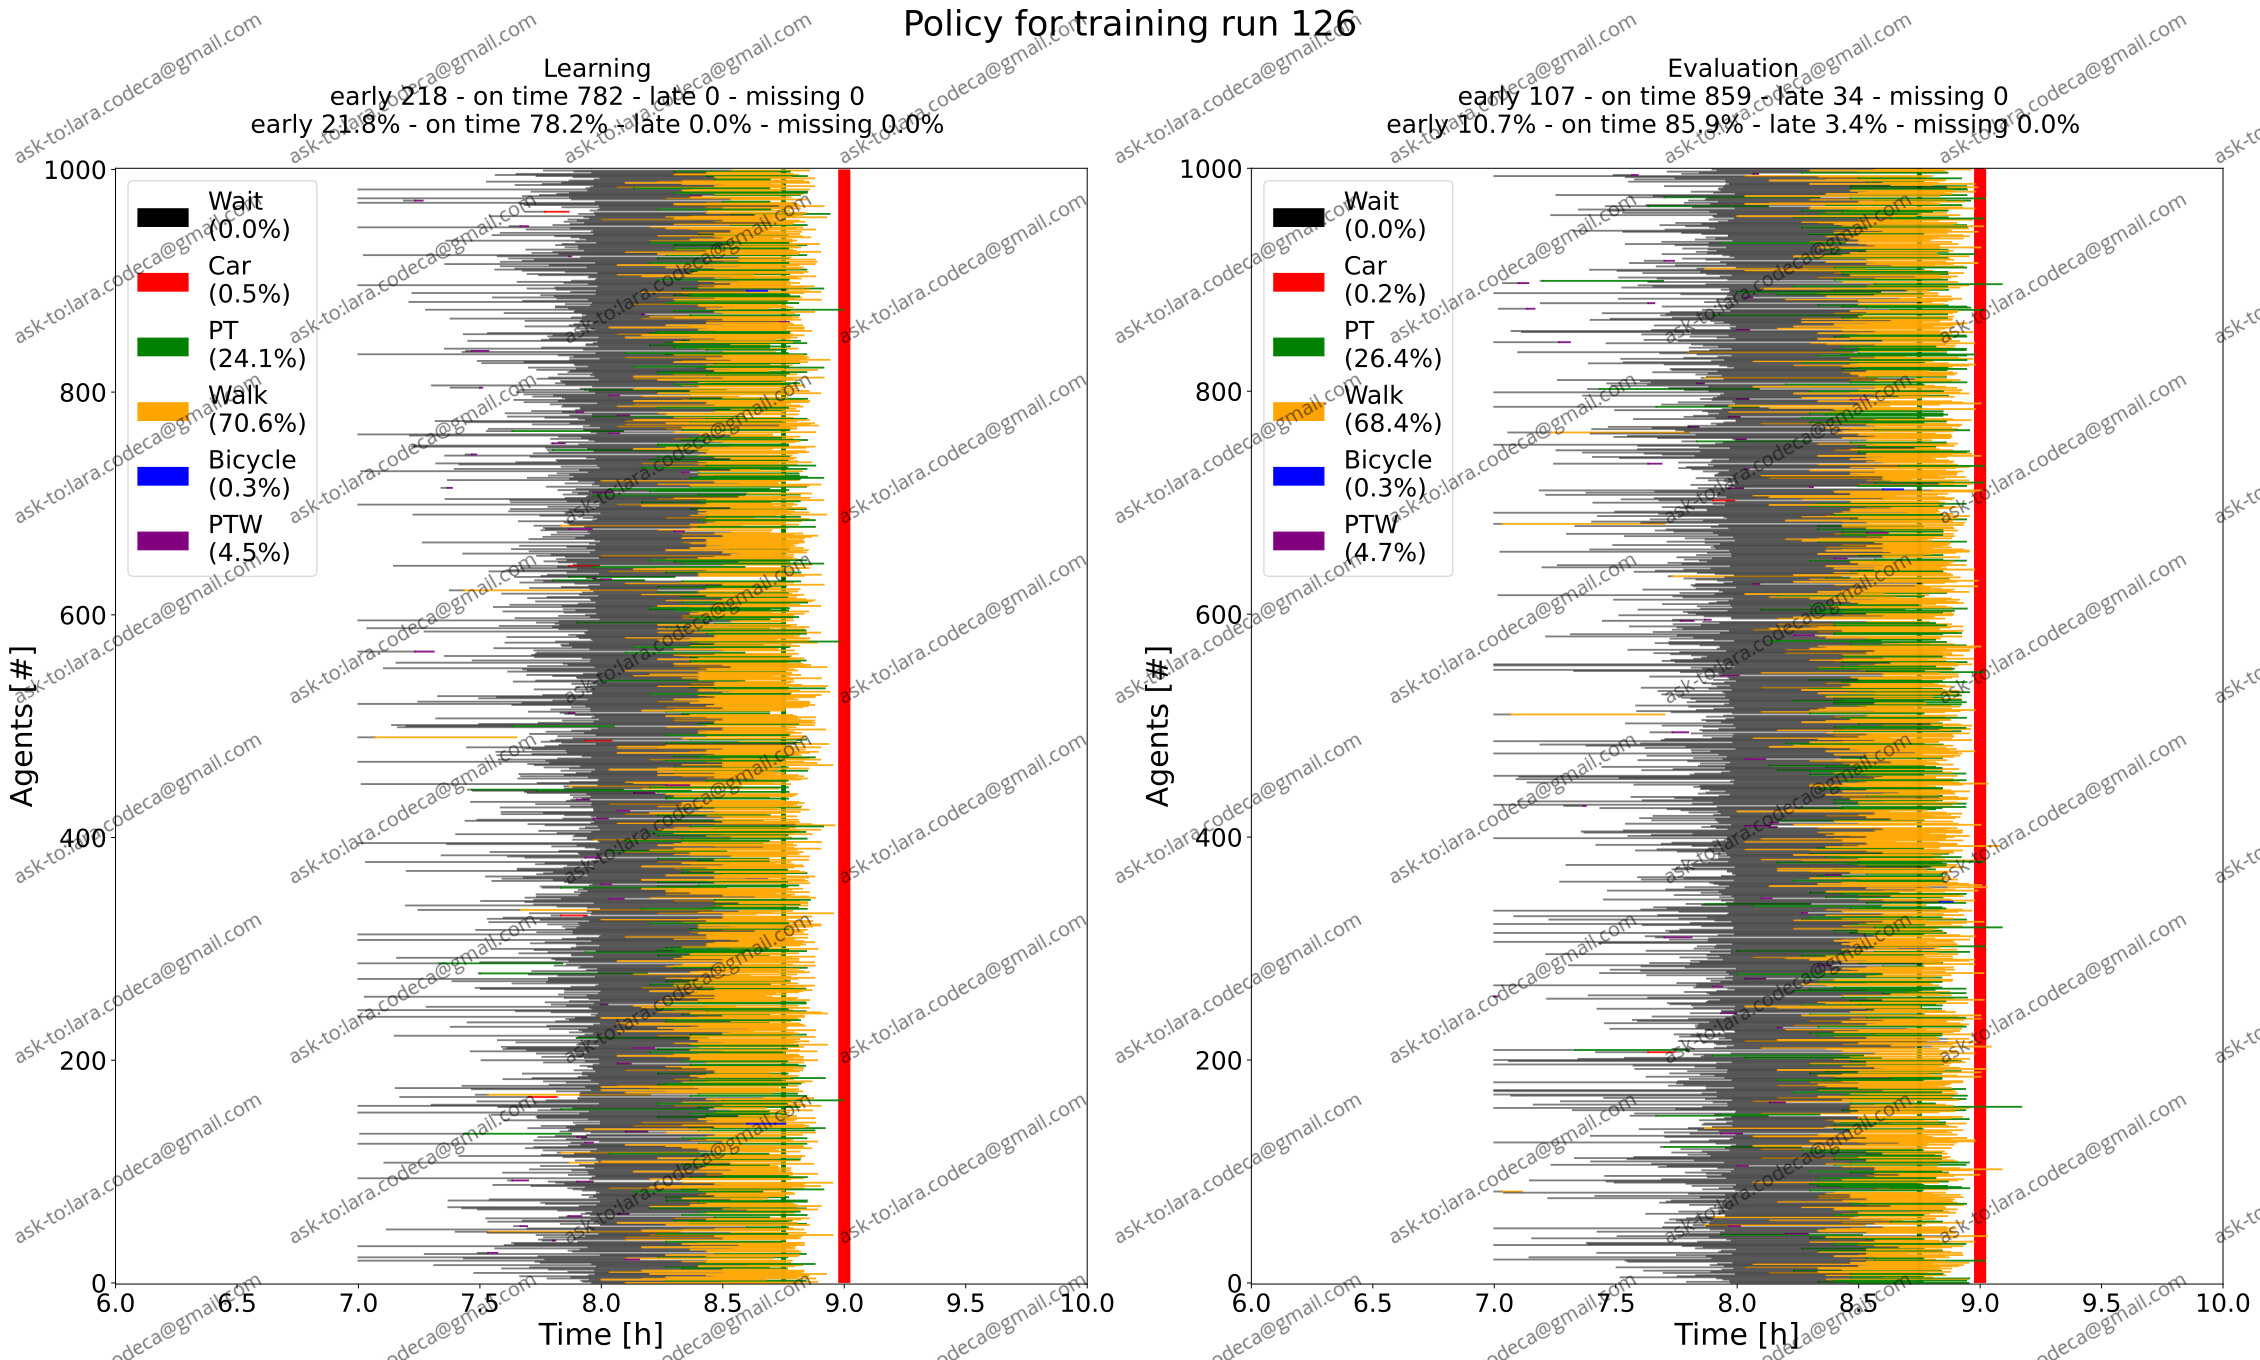 Policy for training run 126
Learning
early 218 - on time 782 - late 0 - missing 0
early 21.8% - on time 78.2% - late 0.0% - missing 0.0%
Wait
(0.0%)
Car
(0.5%)
PT
(24.1%)
Walk
(70.6%)
Bicycle
(0.3%)
PTW
(4.5%)
Agents [#]
1000
800
600
400
200
0
6.0 6.5 7.0 7.5 8.0 8.5 9.0 9.5 10.0
Time [h]
Evaluation
early 107 - on time 859 - late 34 - missing 0
early 10.7% - on time 85.9% - late 3.4% - missing 0.0%
Wait
(0.0%)
Car
(0.2%)
PT
(26.4%)
Walk
(68.4%)
Bicycle
(0.3%)
PTW
(4.7%)
Agents [#]
1000
800
600
400
200
0
6.0 6.5 7.0 7.5 8.0 8.5 9.0 9.5 10.0
Time [h]
ask-to:lara.codeca@gmail.com